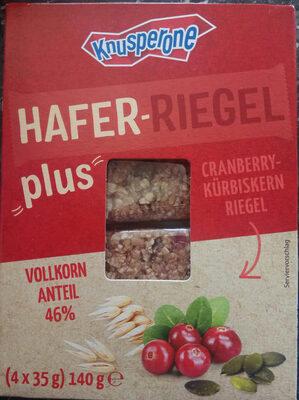 Knusperone
HAFER-RIEGEL
plus
CRANBERRY-
KÜRBISKERN
RIEGEL
VOLLKORN
ANTEIL
46%
Serviervorschlag
(4 x 35 g) 140 g e